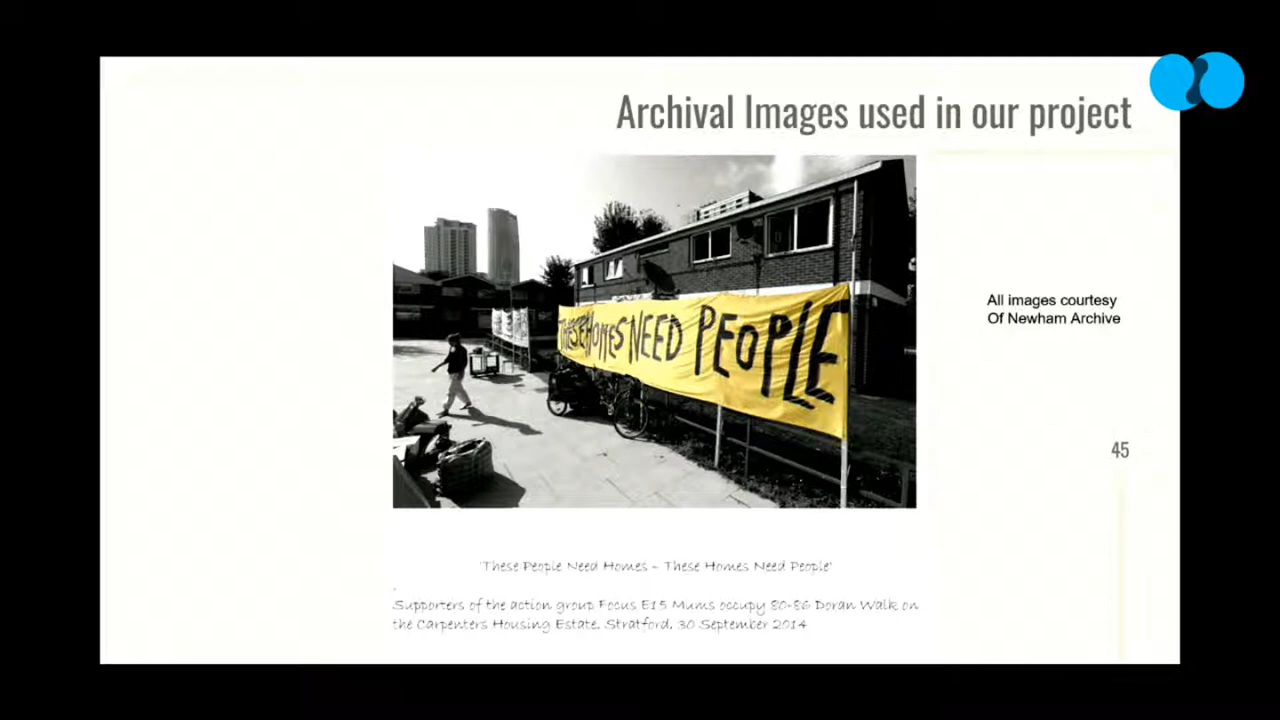 Archival Images used in our project
THESE HOMES NEED PEOPLE
All images courtesy
Of Newham Archive
45
'These People Need Homes – These Homes Need People'
Supporters of the action group Focus E15 Mums occupy 80-86 Doran Walk on
the Carpenters Housing Estate, Stratford, 30 September 2014